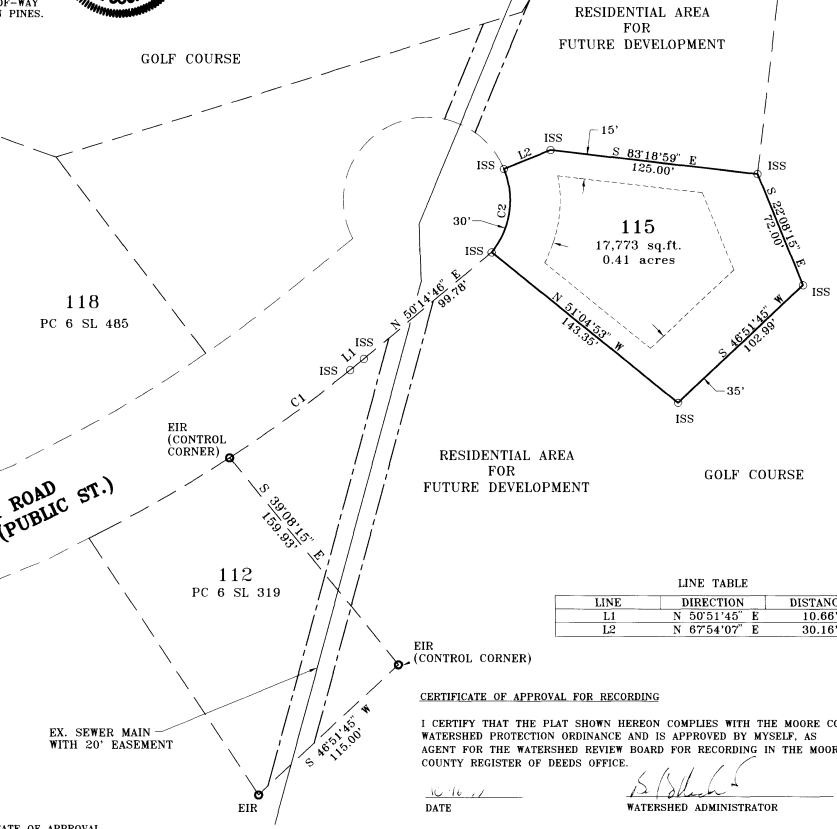 OF-WAY
PINES.
GOLF COURSE
RESIDENTIAL AREA
FOR
FUTURE DEVELOPMENT
ISS
L2
ISS
15'
S 83°18'59" E
125.00'
ISS
C2
30'
115
17,773 sq.ft.
0.41 acres
S 22°08'15" E
72.00'
ISS
ISS
N 50°14'46" E
99.78'
118
PC 6 SL 485
N 51°04'53" W
143.35'
S 46°51'45" W
102.99'
35'
ISS
ISS
L1
ISS
C1
EIR
(CONTROL
CORNER)
RESIDENTIAL AREA
FOR
FUTURE DEVELOPMENT
GOLF COURSE
ROAD
(PUBLIC ST.)
S 39°08'15" E
159.93'
112
PC 6 SL 319
LINE TABLE
LINE DIRECTION DISTANC
L1 N 50°51'45" E 10.66'
L2 N 67°54'07" E 30.16'
EIR
(CONTROL CORNER)
EX. SEWER MAIN
WITH 20' EASEMENT
S 46°51'45" W
115.00'
EIR
CERTIFICATE OF APPROVAL FOR RECORDING
I CERTIFY THAT THE PLAT SHOWN HEREON COMPLIES WITH THE MOORE CO
WATERSHED PROTECTION ORDINANCE AND IS APPROVED BY MYSELF, AS
AGENT FOR THE WATERSHED REVIEW BOARD FOR RECORDING IN THE MOOR
COUNTY REGISTER OF DEEDS OFFICE.
DATE
WATERSHED ADMINISTRATOR
ATE OF APPROVAL